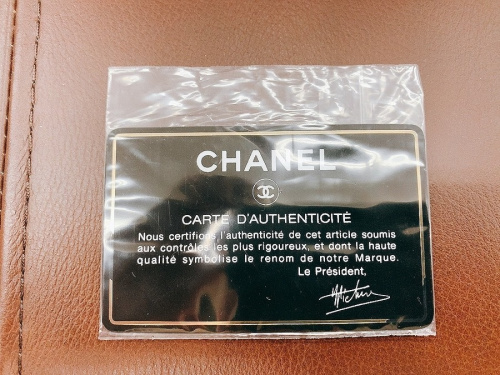 CHANEL
CARTE D'AUTHENTICITÉ
Nous certifions l'authenticité de cet article soumis
aux contrôles les plus rigoureux, et dont la haute
qualité symbolise le renom de notre Marque.
Le Président,